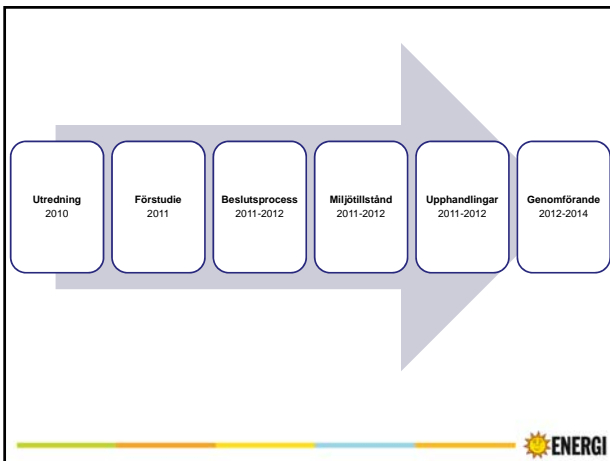 Utredning
2010
Förstudie
2011
Beslutsprocess
2011-2012
Miljötillstånd
2011-2012
Upphandlingar
2011-2012
Genomförande
2012-2014
ENERGI